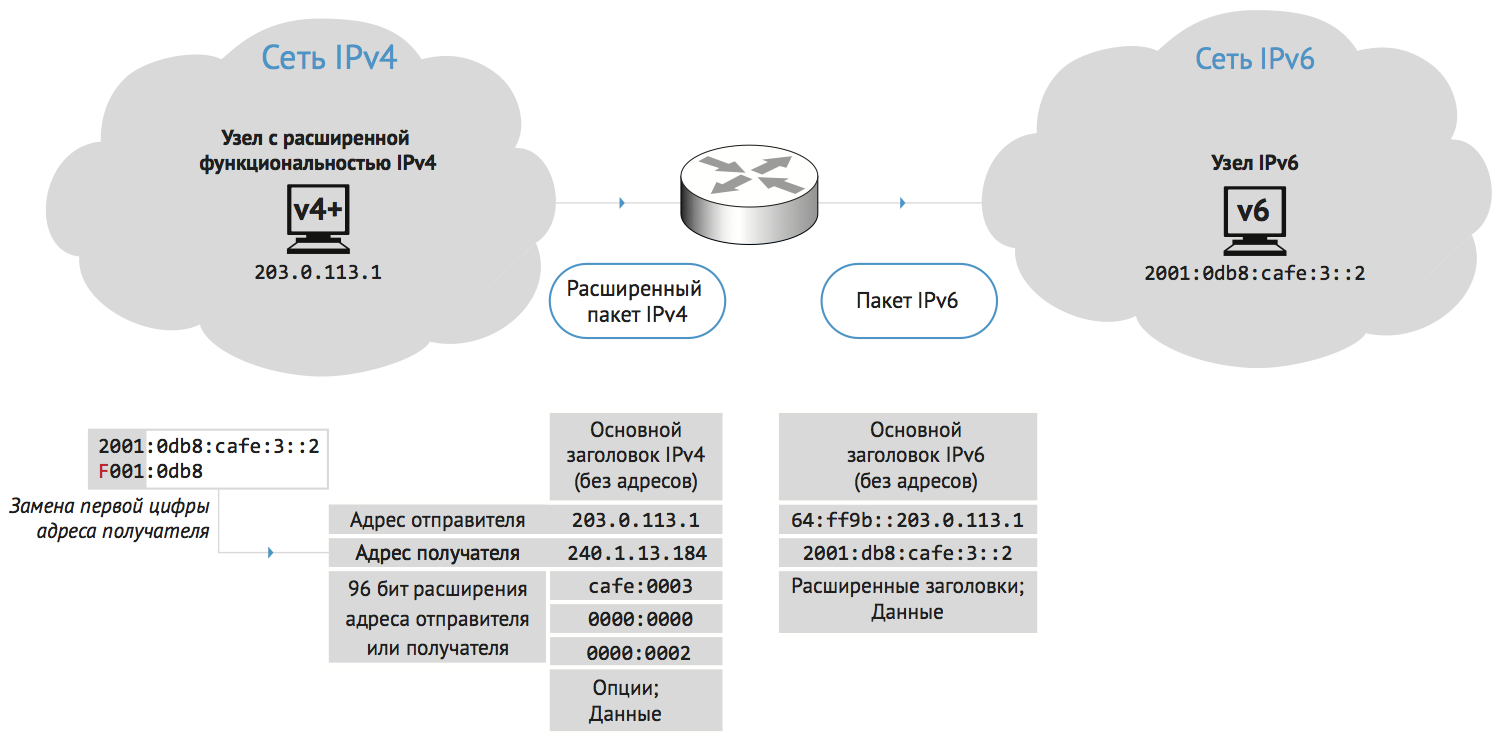 Сеть IPv4
Узел с расширенной
функциональностью IPv4
v4+
203.0.113.1
Расширенный
пакет IPv4
Пакет IPv6
Сеть IPv6
Узел IPv6
v6
2001:0db8:cafe:3::2
2001:0db8:cafe:3::2
F001:0db8
Замена первой цифры
адреса получателя
Основной
заголовок IPv4
(без адресов)
Основной
заголовок IPv6
(без адресов)
Адрес отправителя 203.0.113.1 64:ff9b::203.0.113.1
Адрес получателя 240.1.13.184 2001:db8:cafe:3::2
96 бит расширения
адреса отправителя
или получателя
cafe:0003
0000:0000
0000:0002
Расширенные заголовки;
Данные
Опции;
Данные